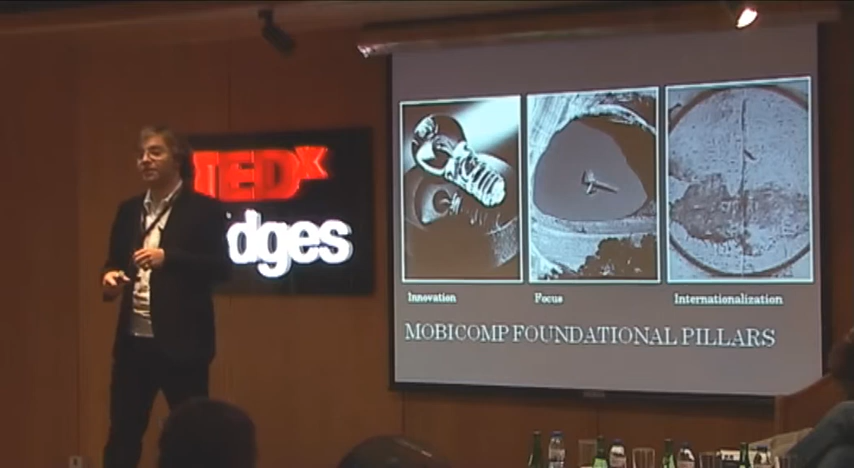 TEDx
dges
Innovation
Focus
Internationalization
MOBICOMP FOUNDATIONAL PILLARS